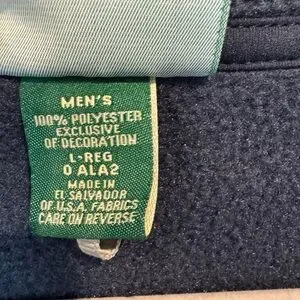 MEN'S
100% POLYESTER
EXCLUSIVE
OF DECORATION
L-REG
0 ALA2
MADE IN
EL SALVADOR
OF U.S.A. FABRICS
CARE ON REVERSE